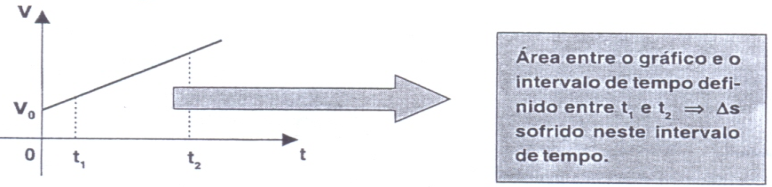 V
V₀
0 t₁ t₂ t
Área entre o gráfico e o
intervalo de tempo defi-
nido entre t₁ e t₂ ⇒ Δs
sofrido neste intervalo
de tempo.